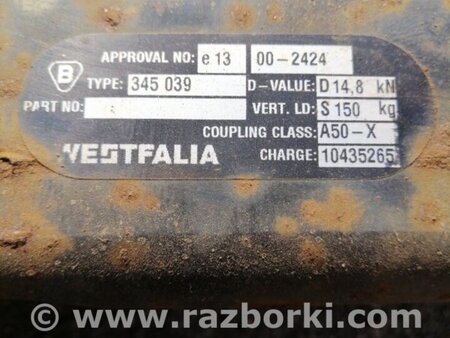 APPROVAL NO: e 13 00-2424
B TYPE: 345 039 D-VALUE: D 14,8 kN
PART NO: VERT. LD: S 150 kg
COUPLING CLASS: A50-X
WESTFALIA CHARGE: 10435265
© www.razborki.com